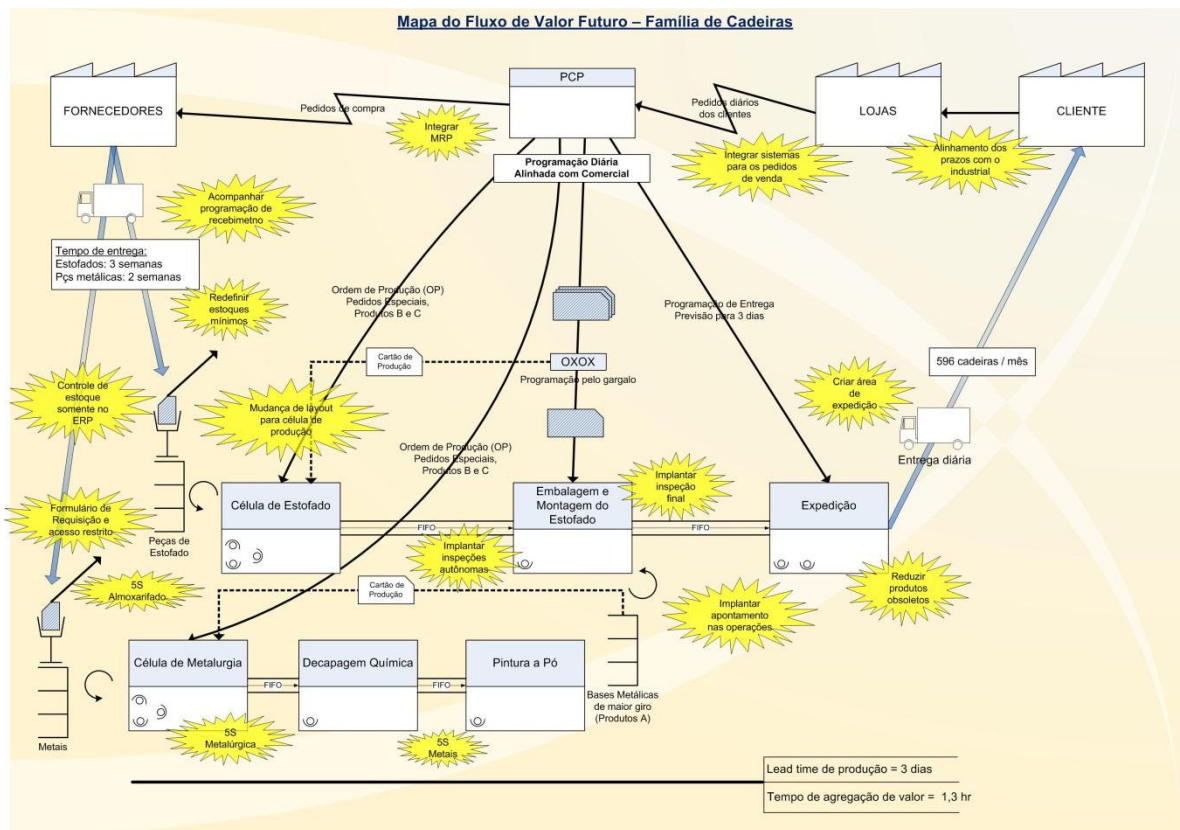 Mapa do Fluxo de Valor Futuro – Família de Cadeiras
FORNECEDORES
Pedidos de compra
Integrar
MRP
PCP
Programação Diária
Alinhada com Comercial
Pedidos diários
dos clientes
Integrar sistemas
para os pedidos
de venda
LOJAS
Alinhamento dos
prazos com o
industrial
CLIENTE
Acompanhar
programação de
recebimetno
Tempo de entrega:
Estofados: 3 semanas
Pçs metálicas: 2 semanas
Redefinir
estoques
mínimos
Ordem de Produção (OP)
Pedidos Especiais,
Produtos B e C
Programação de Entrega
Previsão para 3 dias
Cartão de
Produção
OXOX
Programação pelo gargalo
596 cadeiras / mês
Controle de
estoque
somente no
ERP
Mudança de layout
para célula de
produção
Criar área
de
expedição
Entrega diária
Ordem de Produção (OP)
Pedidos Especiais,
Produtos B e C
Implantar
inspeção
final
Formulário de
Requisição e
acesso restrito
Peças de
Estofado
Célula de Estofado
FIFO
Embalagem e
Montagem do
Estofado
FIFO
Expedição
Implantar
inspeções
autônomas
5S
Almoxarifado
Cartão de
Produção
Implantar
apontamento
nas operações
Reduzir
produtos
obsoletos
Célula de Metalurgia
FIFO
Decapagem Química
FIFO
Pintura a Pó
Bases Metálicas
de maior giro
(Produtos A)
Metais
5S
Metalúrgica
5S
Metais
Lead time de produção = 3 dias
Tempo de agregação de valor = 1,3 hr